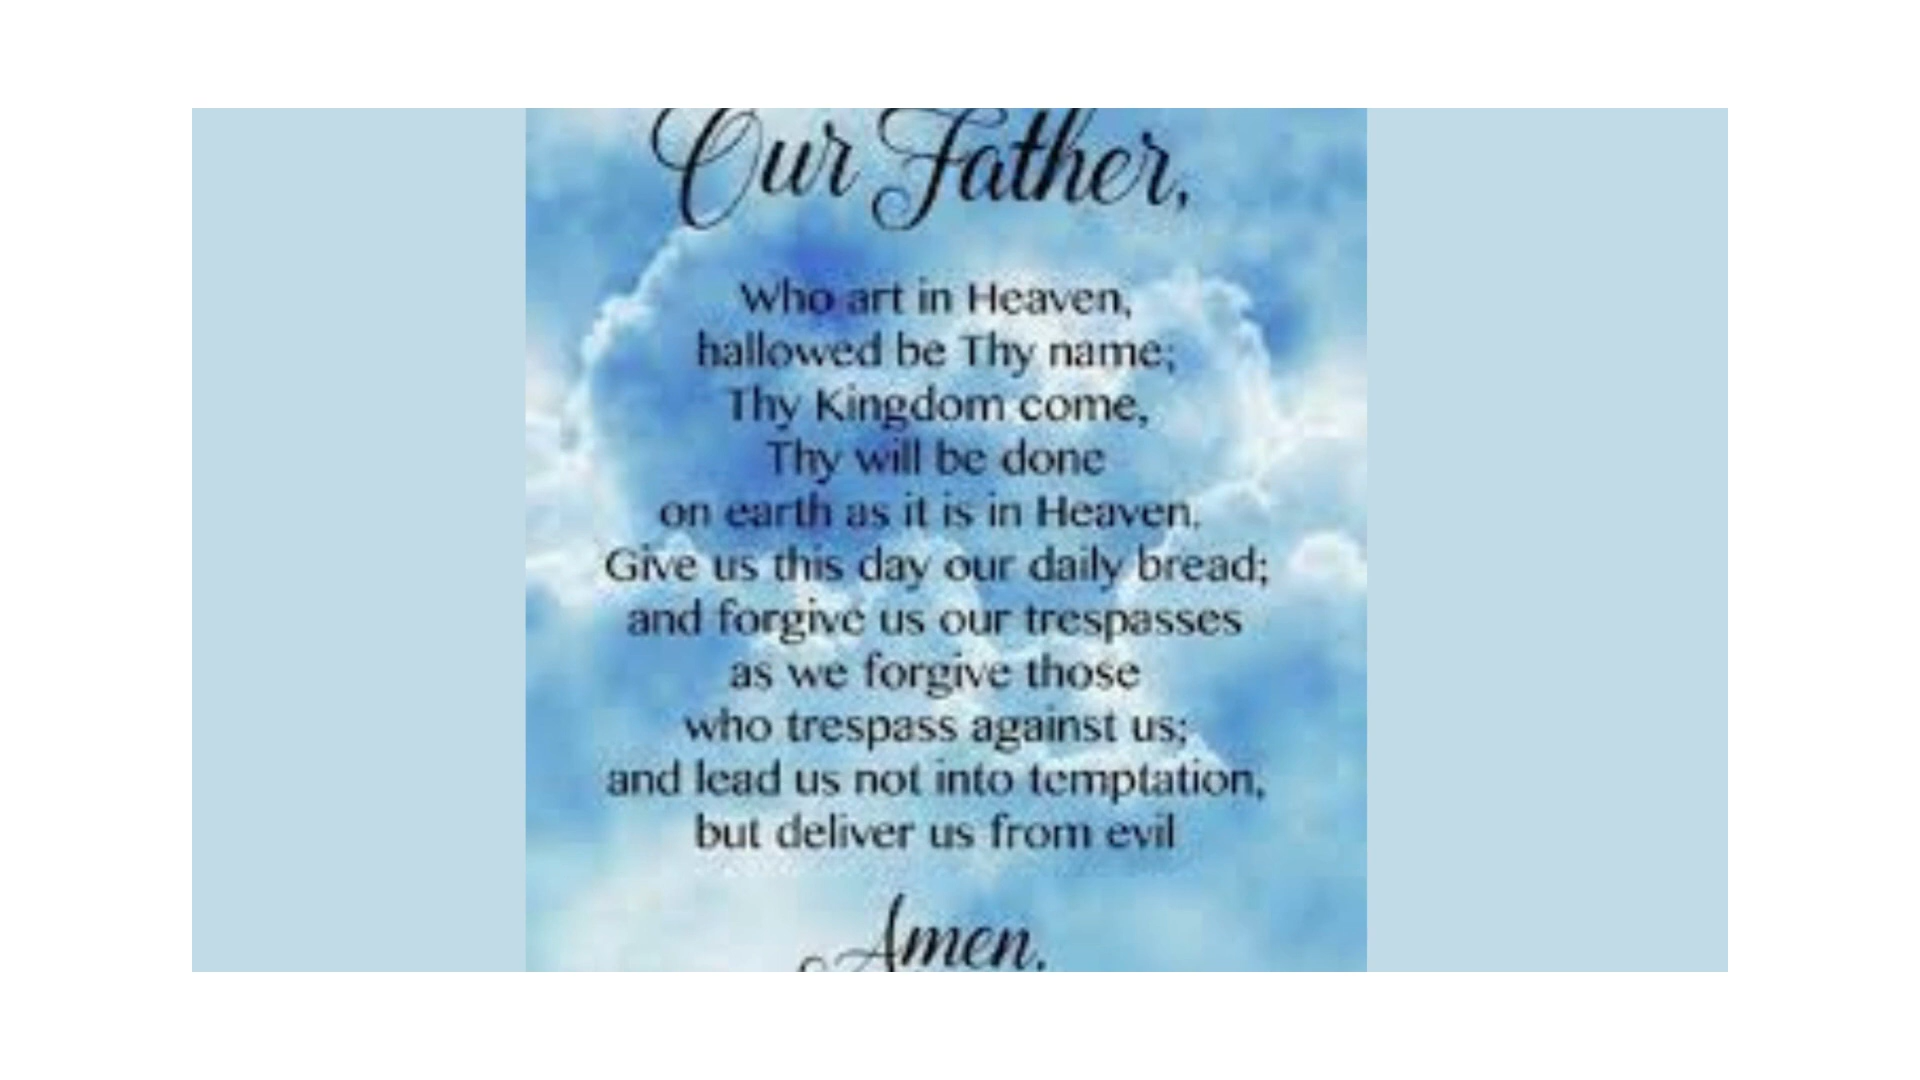 Our Father,
Who art in Heaven,
hallowed be Thy name;
Thy Kingdom come,
Thy will be done
on earth as it is in Heaven.
Give us this day our daily bread;
and forgive us our trespasses
as we forgive those
who trespass against us;
and lead us not into temptation,
but deliver us from evil
Amen.